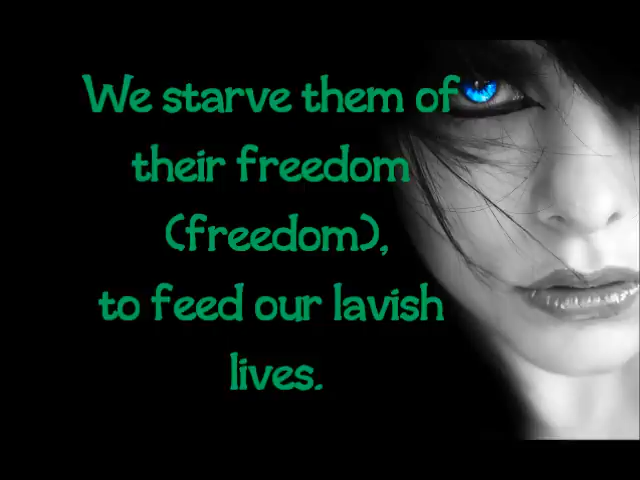 We starve them of
their freedom
(freedom),
to feed our lavish
lives.